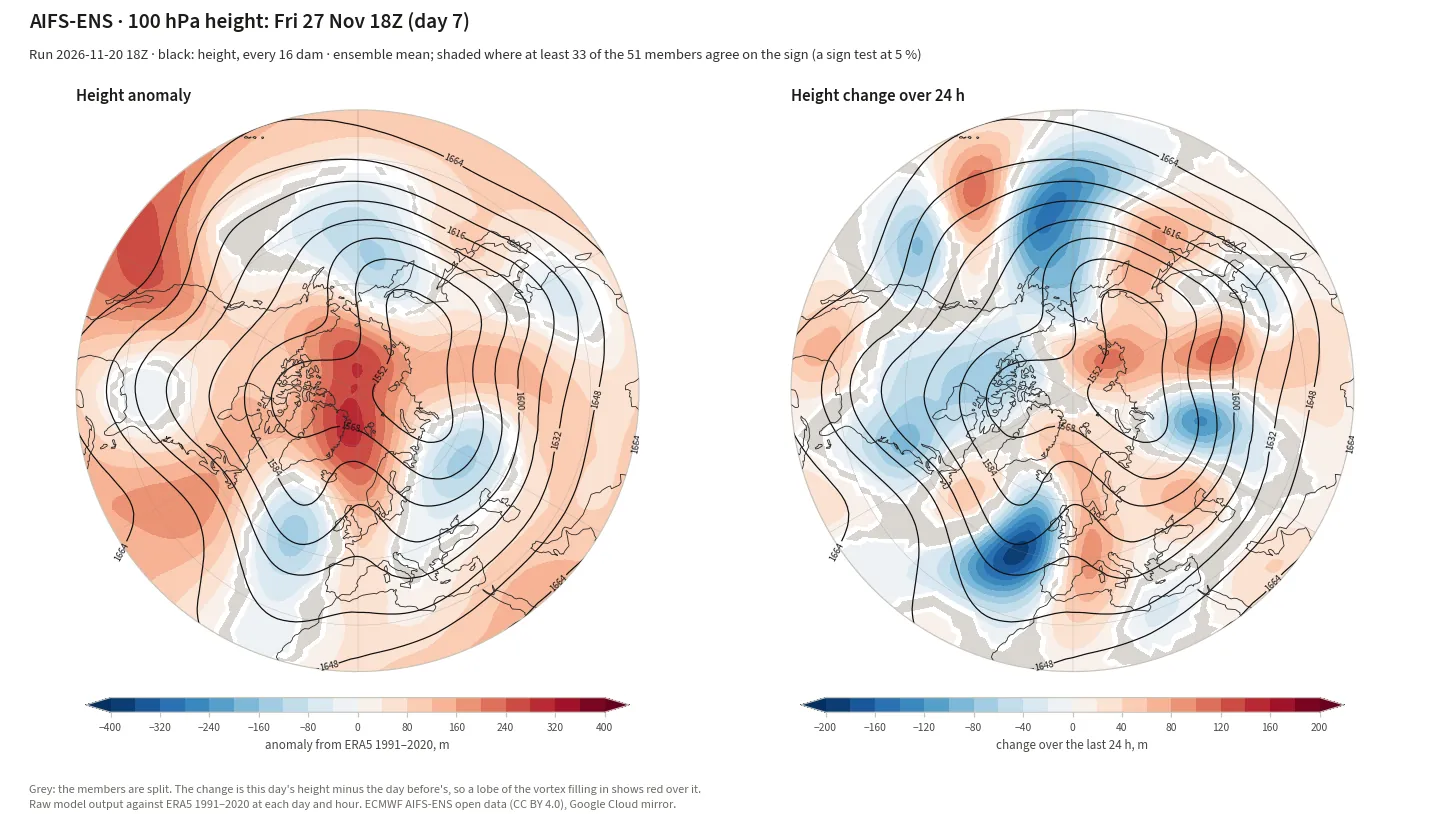 AIFS-ENS · 100 hPa height: Fri 27 Nov 18Z (day 7)
Run 2026-11-20 18Z · black: height, every 16 dam · ensemble mean; shaded where at least 33 of the 51 members agree on the sign (a sign test at 5 %)
Height anomaly
Height change over 24 h
1664
1616
1552
1600
1648
1568
1584
1632
1664
1664
1664
1648
1664
1616
1552
1600
1648
1568
1584
1632
1664
1664
1664
1648
−400 −320 −240 −160 −80 0 80 160 240 320 400
anomaly from ERA5 1991–2020, m
−200 −160 −120 −80 −40 0 40 80 120 160 200
change over the last 24 h, m
Grey: the members are split. The change is this day's height minus the day before's, so a lobe of the vortex filling in shows red over it.
Raw model output against ERA5 1991–2020 at each day and hour. ECMWF AIFS-ENS open data (CC BY 4.0), Google Cloud mirror.